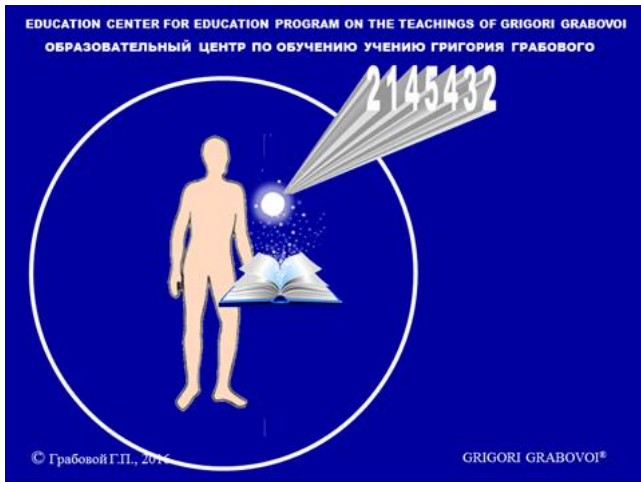 EDUCATION CENTER FOR EDUCATION PROGRAM ON THE TEACHINGS OF GRIGORI GRABOVOI
ОБРАЗОВАТЕЛЬНЫЙ ЦЕНТР ПО ОБУЧЕНИЮ УЧЕНИЮ ГРИГОРИЯ ГРАБОВОГО
2145432
© Грабовой Г.П., 2016
GRIGORI GRABOVOI®